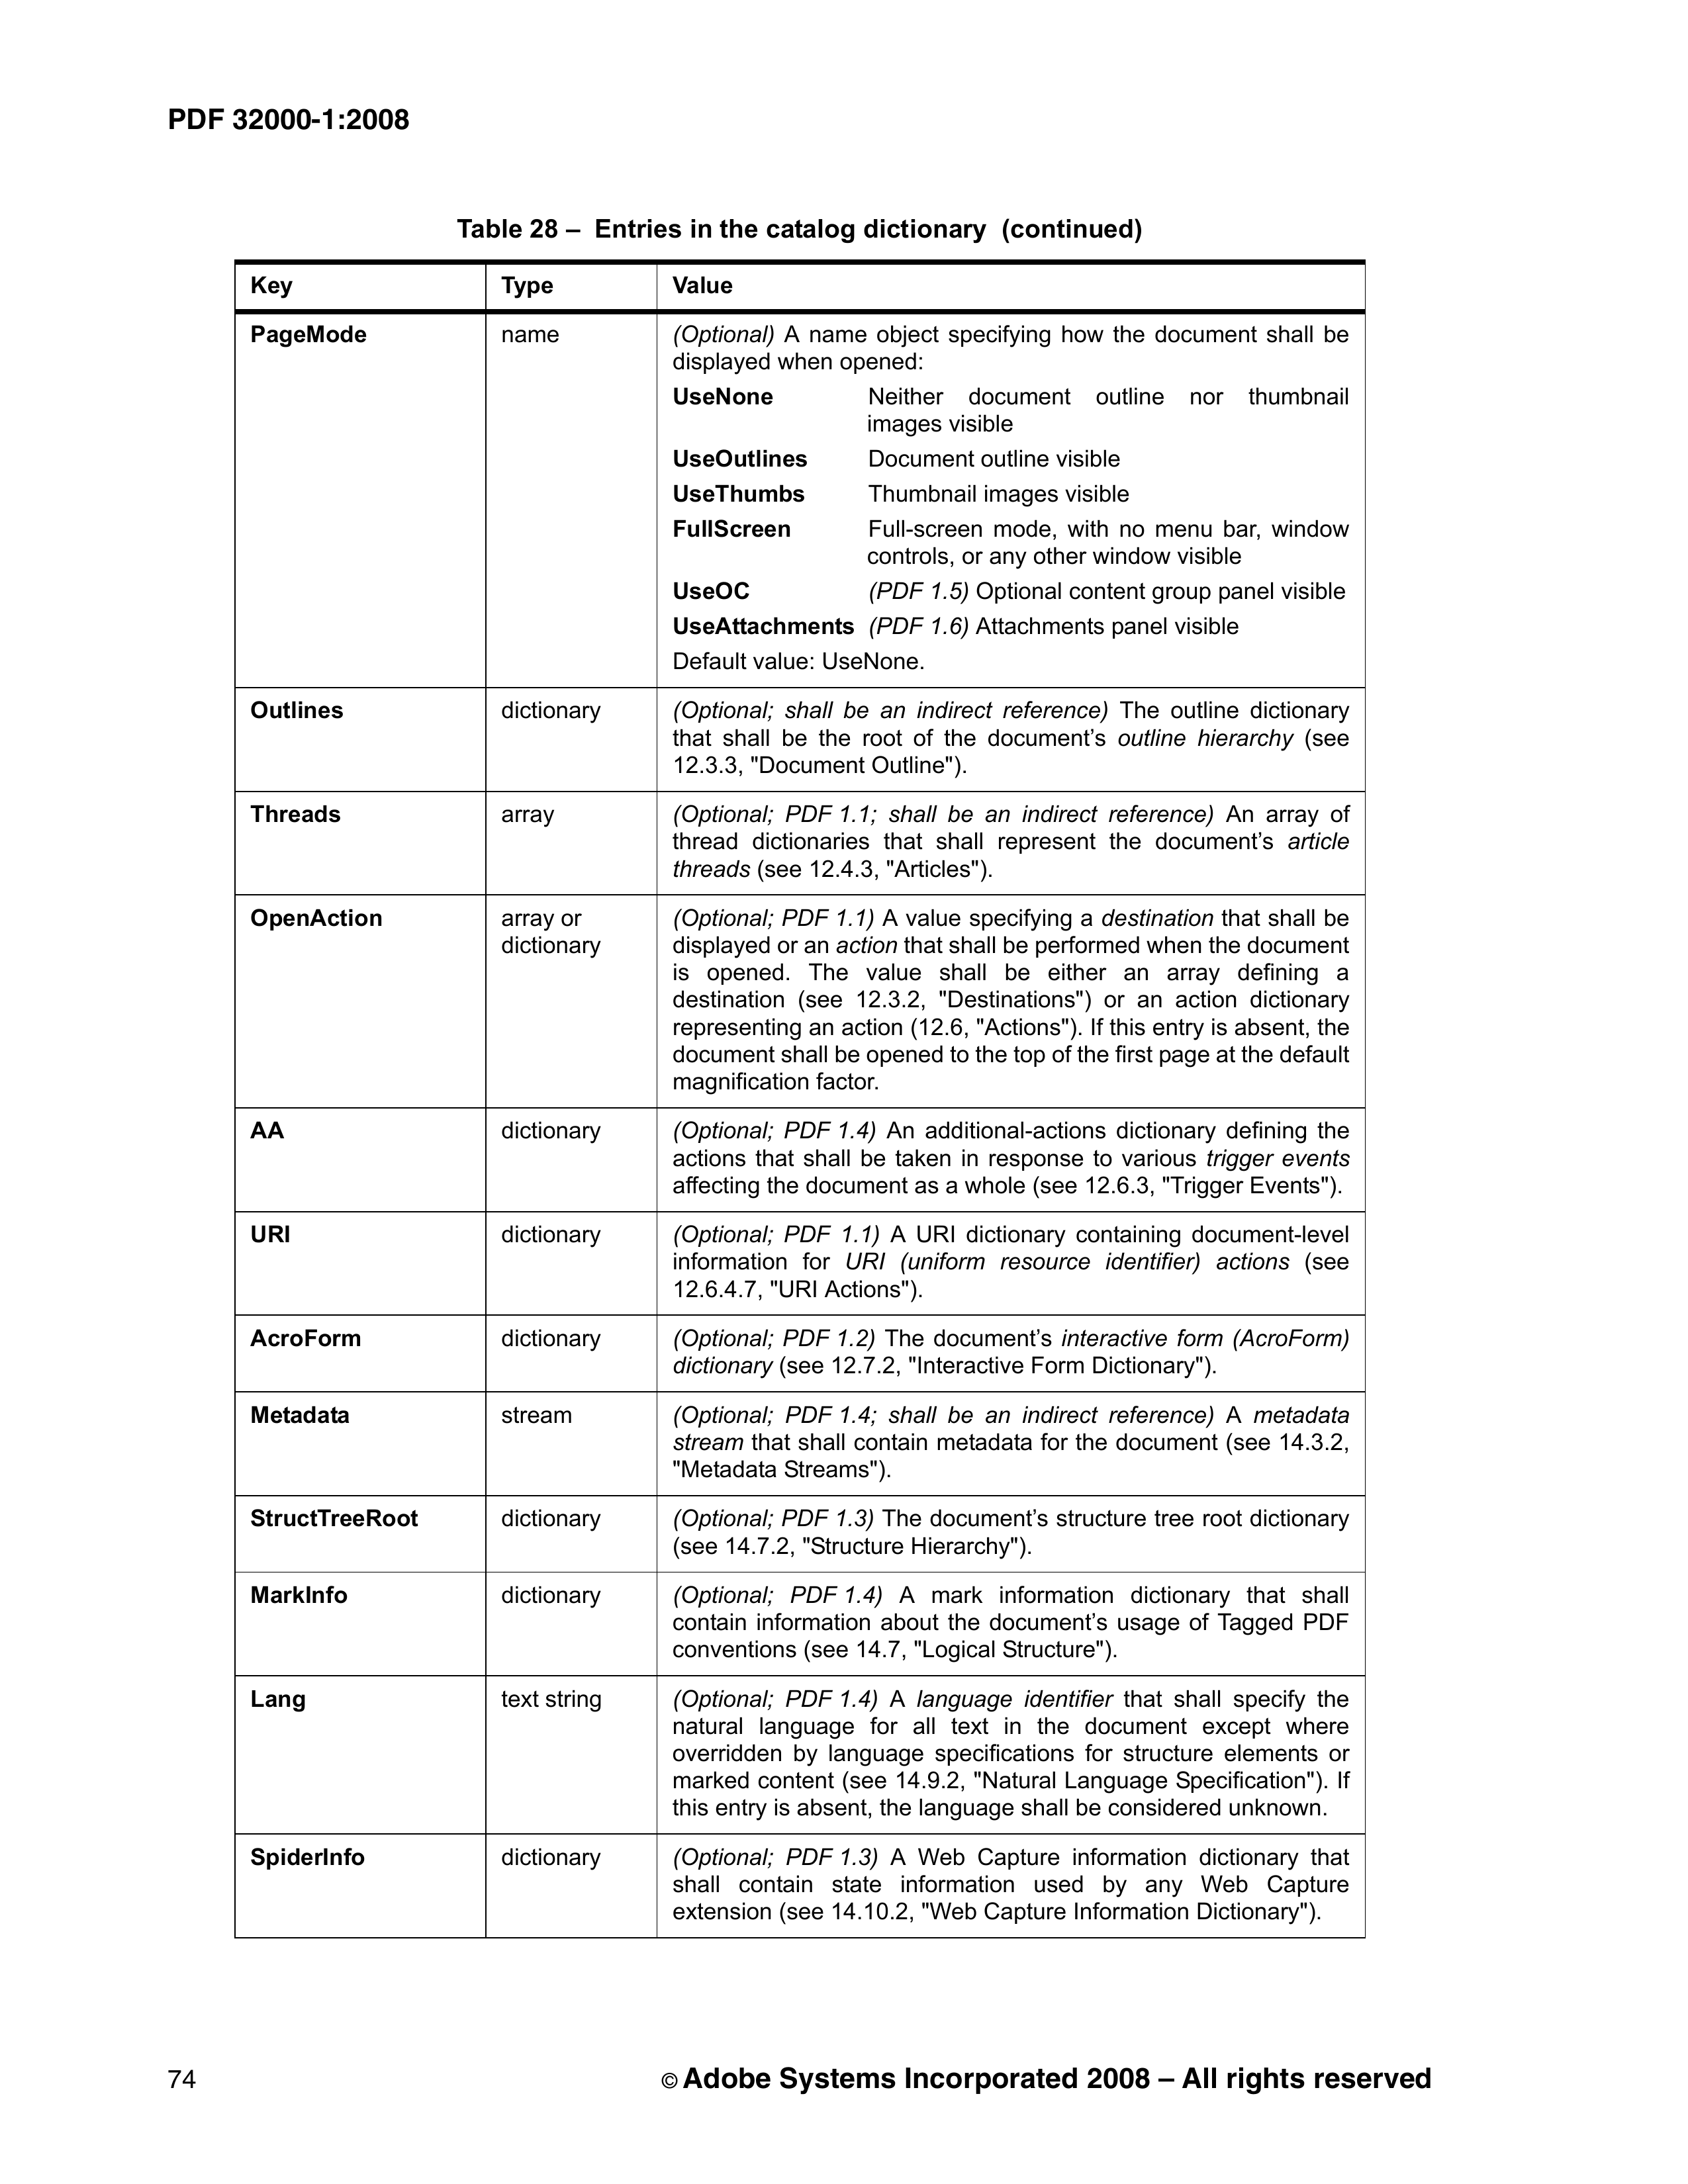 PDF 32000-1:2008
Table 28 – Entries in the catalog dictionary (continued)
Key Type Value
PageMode name (Optional) A name object specifying how the document shall be
displayed when opened:
UseNone Neither document outline nor thumbnail
images visible
UseOutlines Document outline visible
UseThumbs Thumbnail images visible
FullScreen Full-screen mode, with no menu bar, window
controls, or any other window visible
UseOC (PDF 1.5) Optional content group panel visible
UseAttachments (PDF 1.6) Attachments panel visible
Default value: UseNone.
Outlines dictionary (Optional; shall be an indirect reference) The outline dictionary
that shall be the root of the document’s outline hierarchy (see
12.3.3, "Document Outline").
Threads array (Optional; PDF 1.1; shall be an indirect reference) An array of
thread dictionaries that shall represent the document’s article
threads (see 12.4.3, "Articles").
OpenAction array or (Optional; PDF 1.1) A value specifying a destination that shall be
dictionary displayed or an action that shall be performed when the document
is opened. The value shall be either an array defining a
destination (see 12.3.2, "Destinations") or an action dictionary
representing an action (12.6, "Actions"). If this entry is absent, the
document shall be opened to the top of the first page at the default
magnification factor.
AA dictionary (Optional; PDF 1.4) An additional-actions dictionary defining the
actions that shall be taken in response to various trigger events
affecting the document as a whole (see 12.6.3, "Trigger Events").
URI dictionary (Optional; PDF 1.1) A URI dictionary containing document-level
information for URI (uniform resource identifier) actions (see
12.6.4.7, "URI Actions").
AcroForm dictionary (Optional; PDF 1.2) The document’s interactive form (AcroForm)
dictionary (see 12.7.2, "Interactive Form Dictionary").
Metadata stream (Optional; PDF 1.4; shall be an indirect reference) A metadata
stream that shall contain metadata for the document (see 14.3.2,
"Metadata Streams").
StructTreeRoot dictionary (Optional; PDF 1.3) The document’s structure tree root dictionary
(see 14.7.2, "Structure Hierarchy").
MarkInfo dictionary (Optional; PDF 1.4) A mark information dictionary that shall
contain information about the document’s usage of Tagged PDF
conventions (see 14.7, "Logical Structure").
Lang text string (Optional; PDF 1.4) A language identifier that shall specify the
natural language for all text in the document except where
overridden by language specifications for structure elements or
marked content (see 14.9.2, "Natural Language Specification"). If
this entry is absent, the language shall be considered unknown.
SpiderInfo dictionary (Optional; PDF 1.3) A Web Capture information dictionary that
shall contain state information used by any Web Capture
extension (see 14.10.2, "Web Capture Information Dictionary").
74 © Adobe Systems Incorporated 2008 – All rights reserved